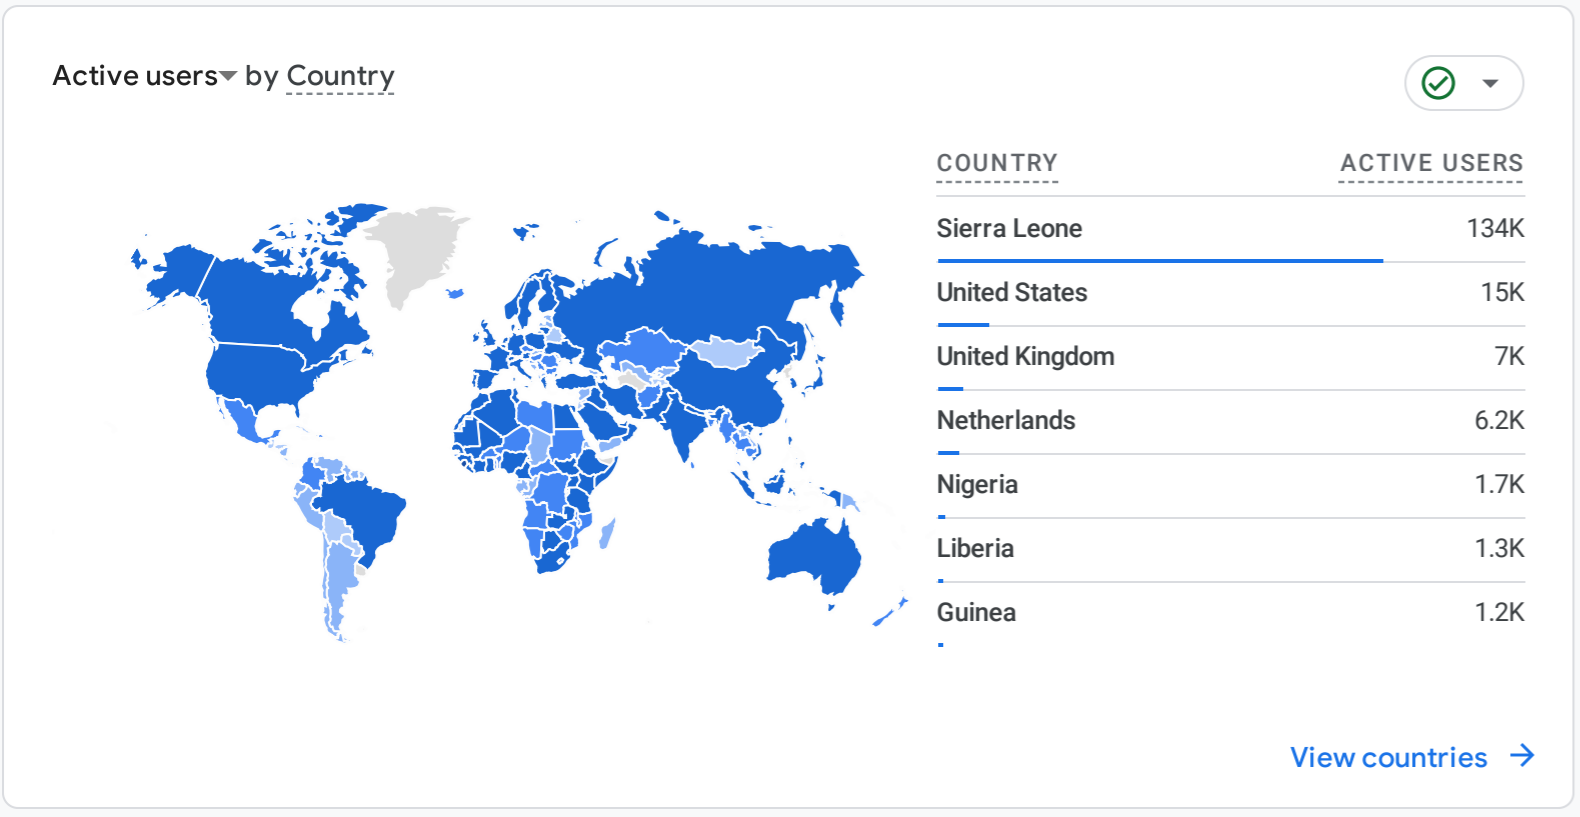 Active users by Country
COUNTRY ACTIVE USERS
Sierra Leone 134K
United States 15K
United Kingdom 7K
Netherlands 6.2K
Nigeria 1.7K
Liberia 1.3K
Guinea 1.2K
View countries